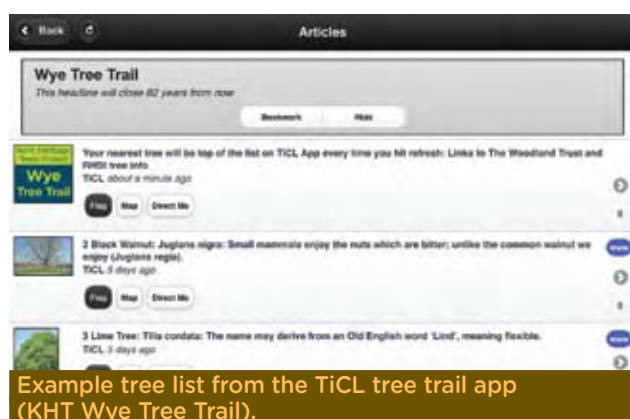 Back
Articles
Wye Tree Trail
This headline will close 82 years from now
Bookmark Hide
Kent Heritage
Trees Project
Wye
Tree Trail
Your nearest tree will be top of the list on TiCL App every time you hit refresh: Links to The Woodland Trust and
tree info
TiCL about a minute ago
Flag Map Direct Me
2 Black Walnut: Juglans nigra: Small mammals enjoy the nuts which are bitter; unlike the common walnut we
enjoy (Juglans regia).
TiCL 5 days ago
Flag Map Direct Me
3 Lime Tree: Tilia cordata: The name may derive from an Old English word 'Lind', meaning flexible.
TiCL 5 days ago
Example tree list from the TiCL tree trail app
(KHT Wye Tree Trail).